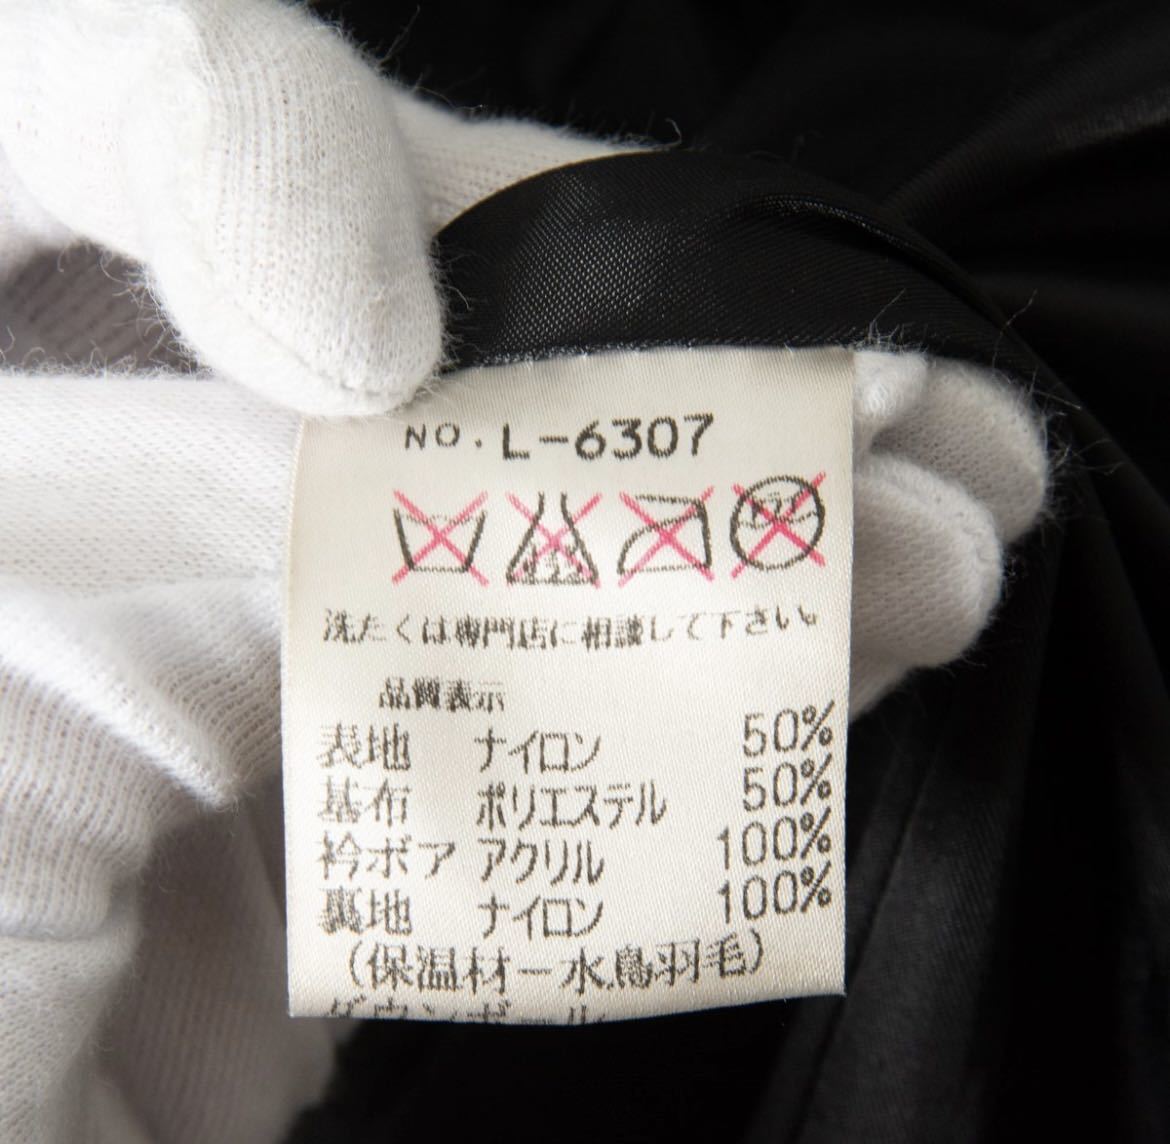 NO. L-6307
洗たくは専門店に相談して下さい。
品質表示
表地 ナイロン 50%
基布 ポリエステル 50%
衿ボア アクリル 100%
裏地 ナイロン 100%
(保温材-水鳥羽毛)